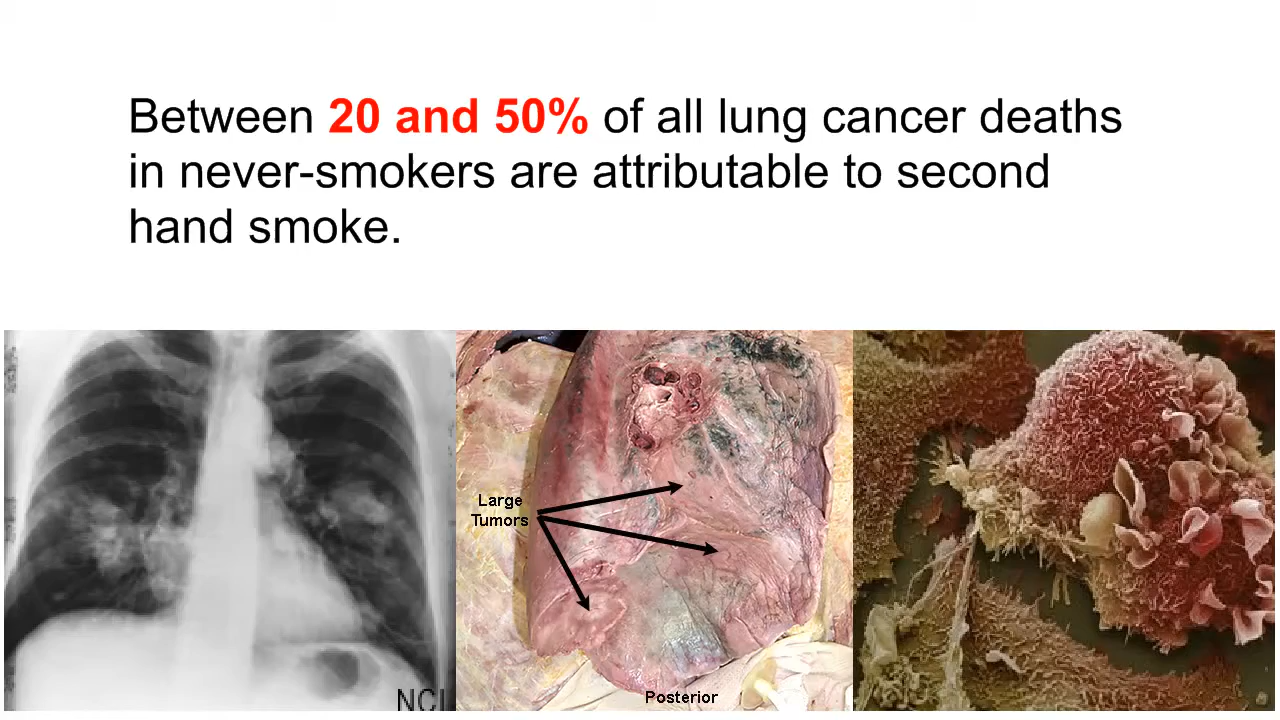 Between 20 and 50% of all lung cancer deaths
in never-smokers are attributable to second
hand smoke.
Large
Tumors
Posterior
NCI